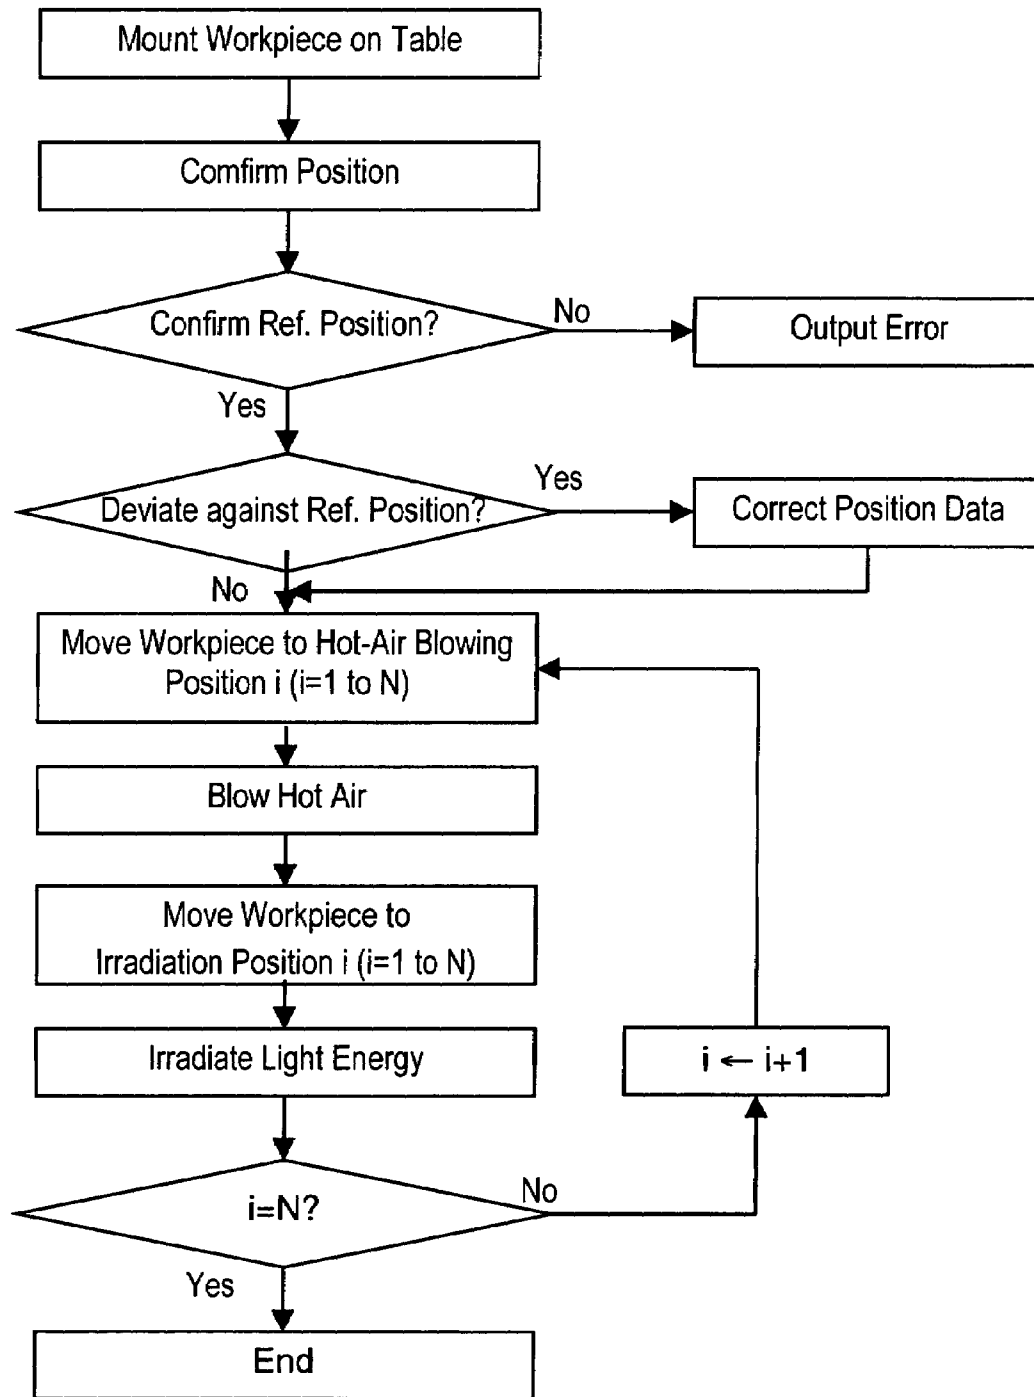 Mount Workpiece on Table
Comfirm Position
Confirm Ref. Position?
No
Output Error
Yes
Deviate against Ref. Position?
Yes
Correct Position Data
No
Move Workpiece to Hot-Air Blowing
Position i (i=1 to N)
Blow Hot Air
Move Workpiece to
Irradiation Position i (i=1 to N)
Irradiate Light Energy
i ← i+1
i=N?
No
Yes
End